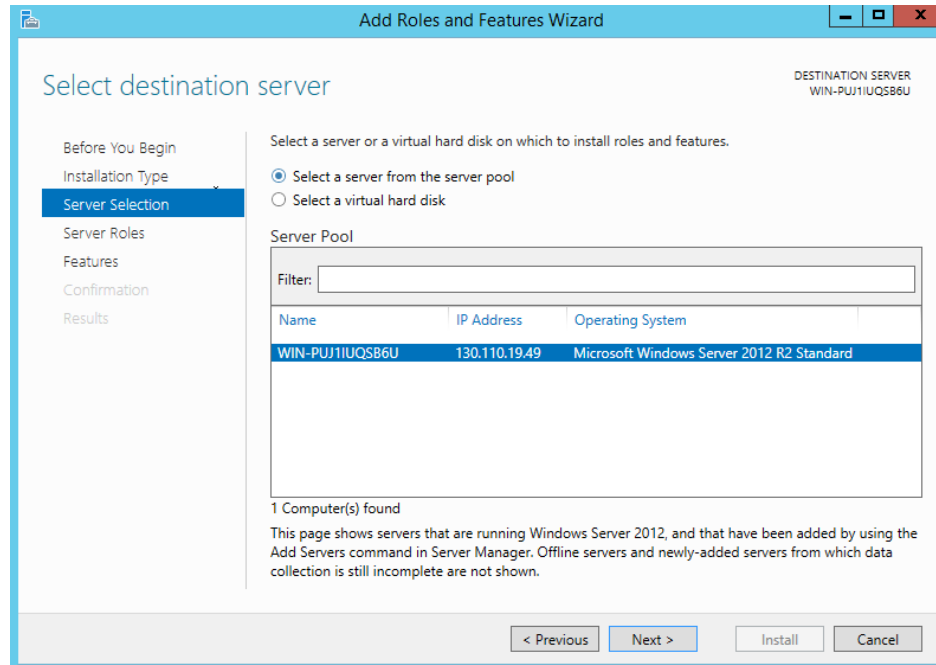 Add Roles and Features Wizard
Select destination server
DESTINATION SERVER
WIN-PUJ1IUQSB6U
Before You Begin
Installation Type
Server Selection
Server Roles
Features
Confirmation
Results
Select a server or a virtual hard disk on which to install roles and features.
Select a server from the server pool
Select a virtual hard disk
Server Pool
Filter:
Name IP Address Operating System
WIN-PUJ1IUQSB6U 130.110.19.49 Microsoft Windows Server 2012 R2 Standard
1 Computer(s) found
This page shows servers that are running Windows Server 2012, and that have been added by using the
Add Servers command in Server Manager. Offline servers and newly-added servers from which data
collection is still incomplete are not shown.
< Previous Next > Install Cancel